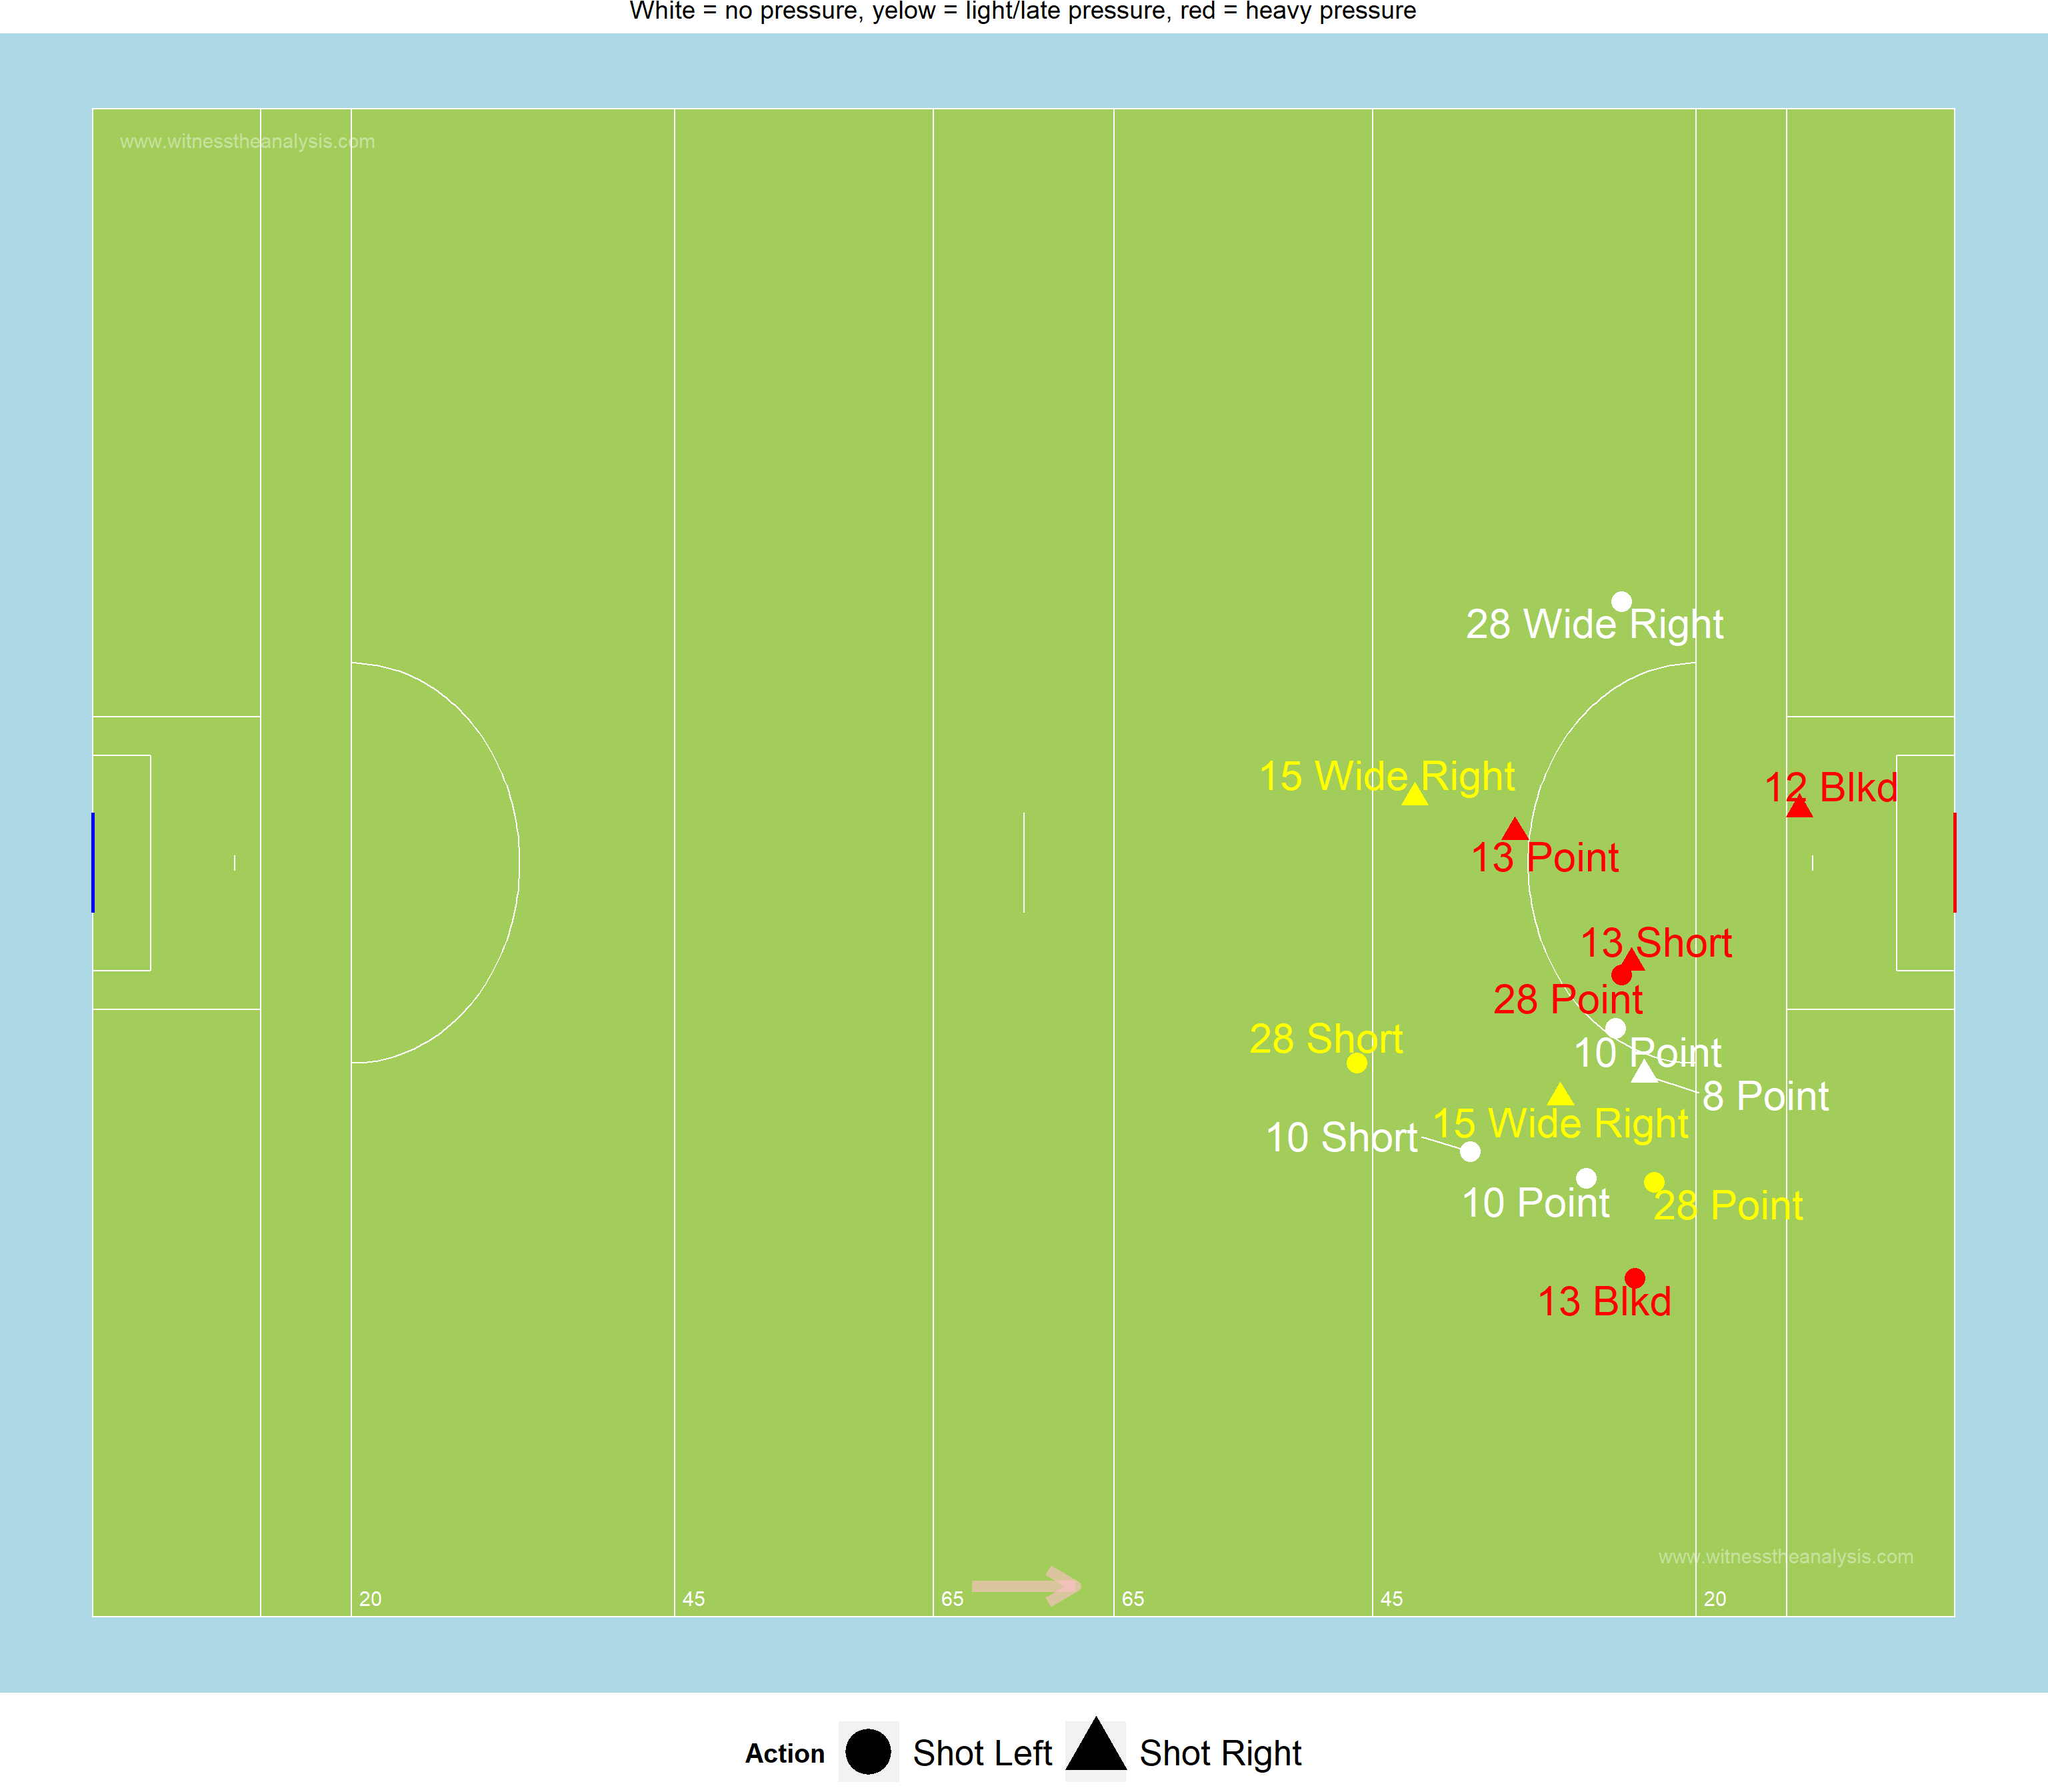 White = no pressure, yelow = light/late pressure, red = heavy pressure
www.witnesstheanalysis.com
28 Wide Right
15 Wide Right
12 Blkd
13 Point
13 Short
28 Point
28 Short
10 Point
8 Point
15 Wide Right
10 Short
10 Point
28 Point
13 Blkd
www.witnesstheanalysis.com
20 45 65 65 45 20
Action Shot Left Shot Right